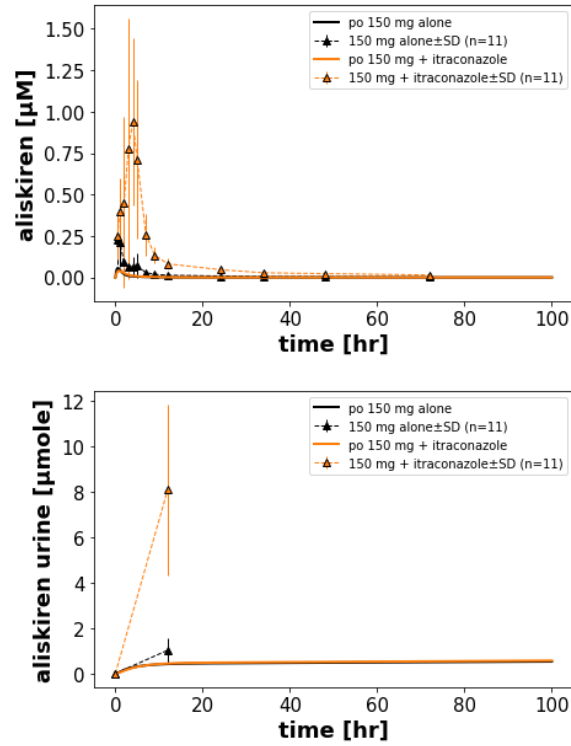 po 150 mg alone
150 mg alone±SD (n=11)
po 150 mg + itraconazole
150 mg + itraconazole±SD (n=11)
aliskiren [μM]
1.50
1.25
1.00
0.75
0.50
0.25
0.00
0 20 40 60 80 100
time [hr]
po 150 mg alone
150 mg alone±SD (n=11)
po 150 mg + itraconazole
150 mg + itraconazole±SD (n=11)
aliskiren urine [μmole]
12
10
8
6
4
2
0
0 20 40 60 80 100
time [hr]